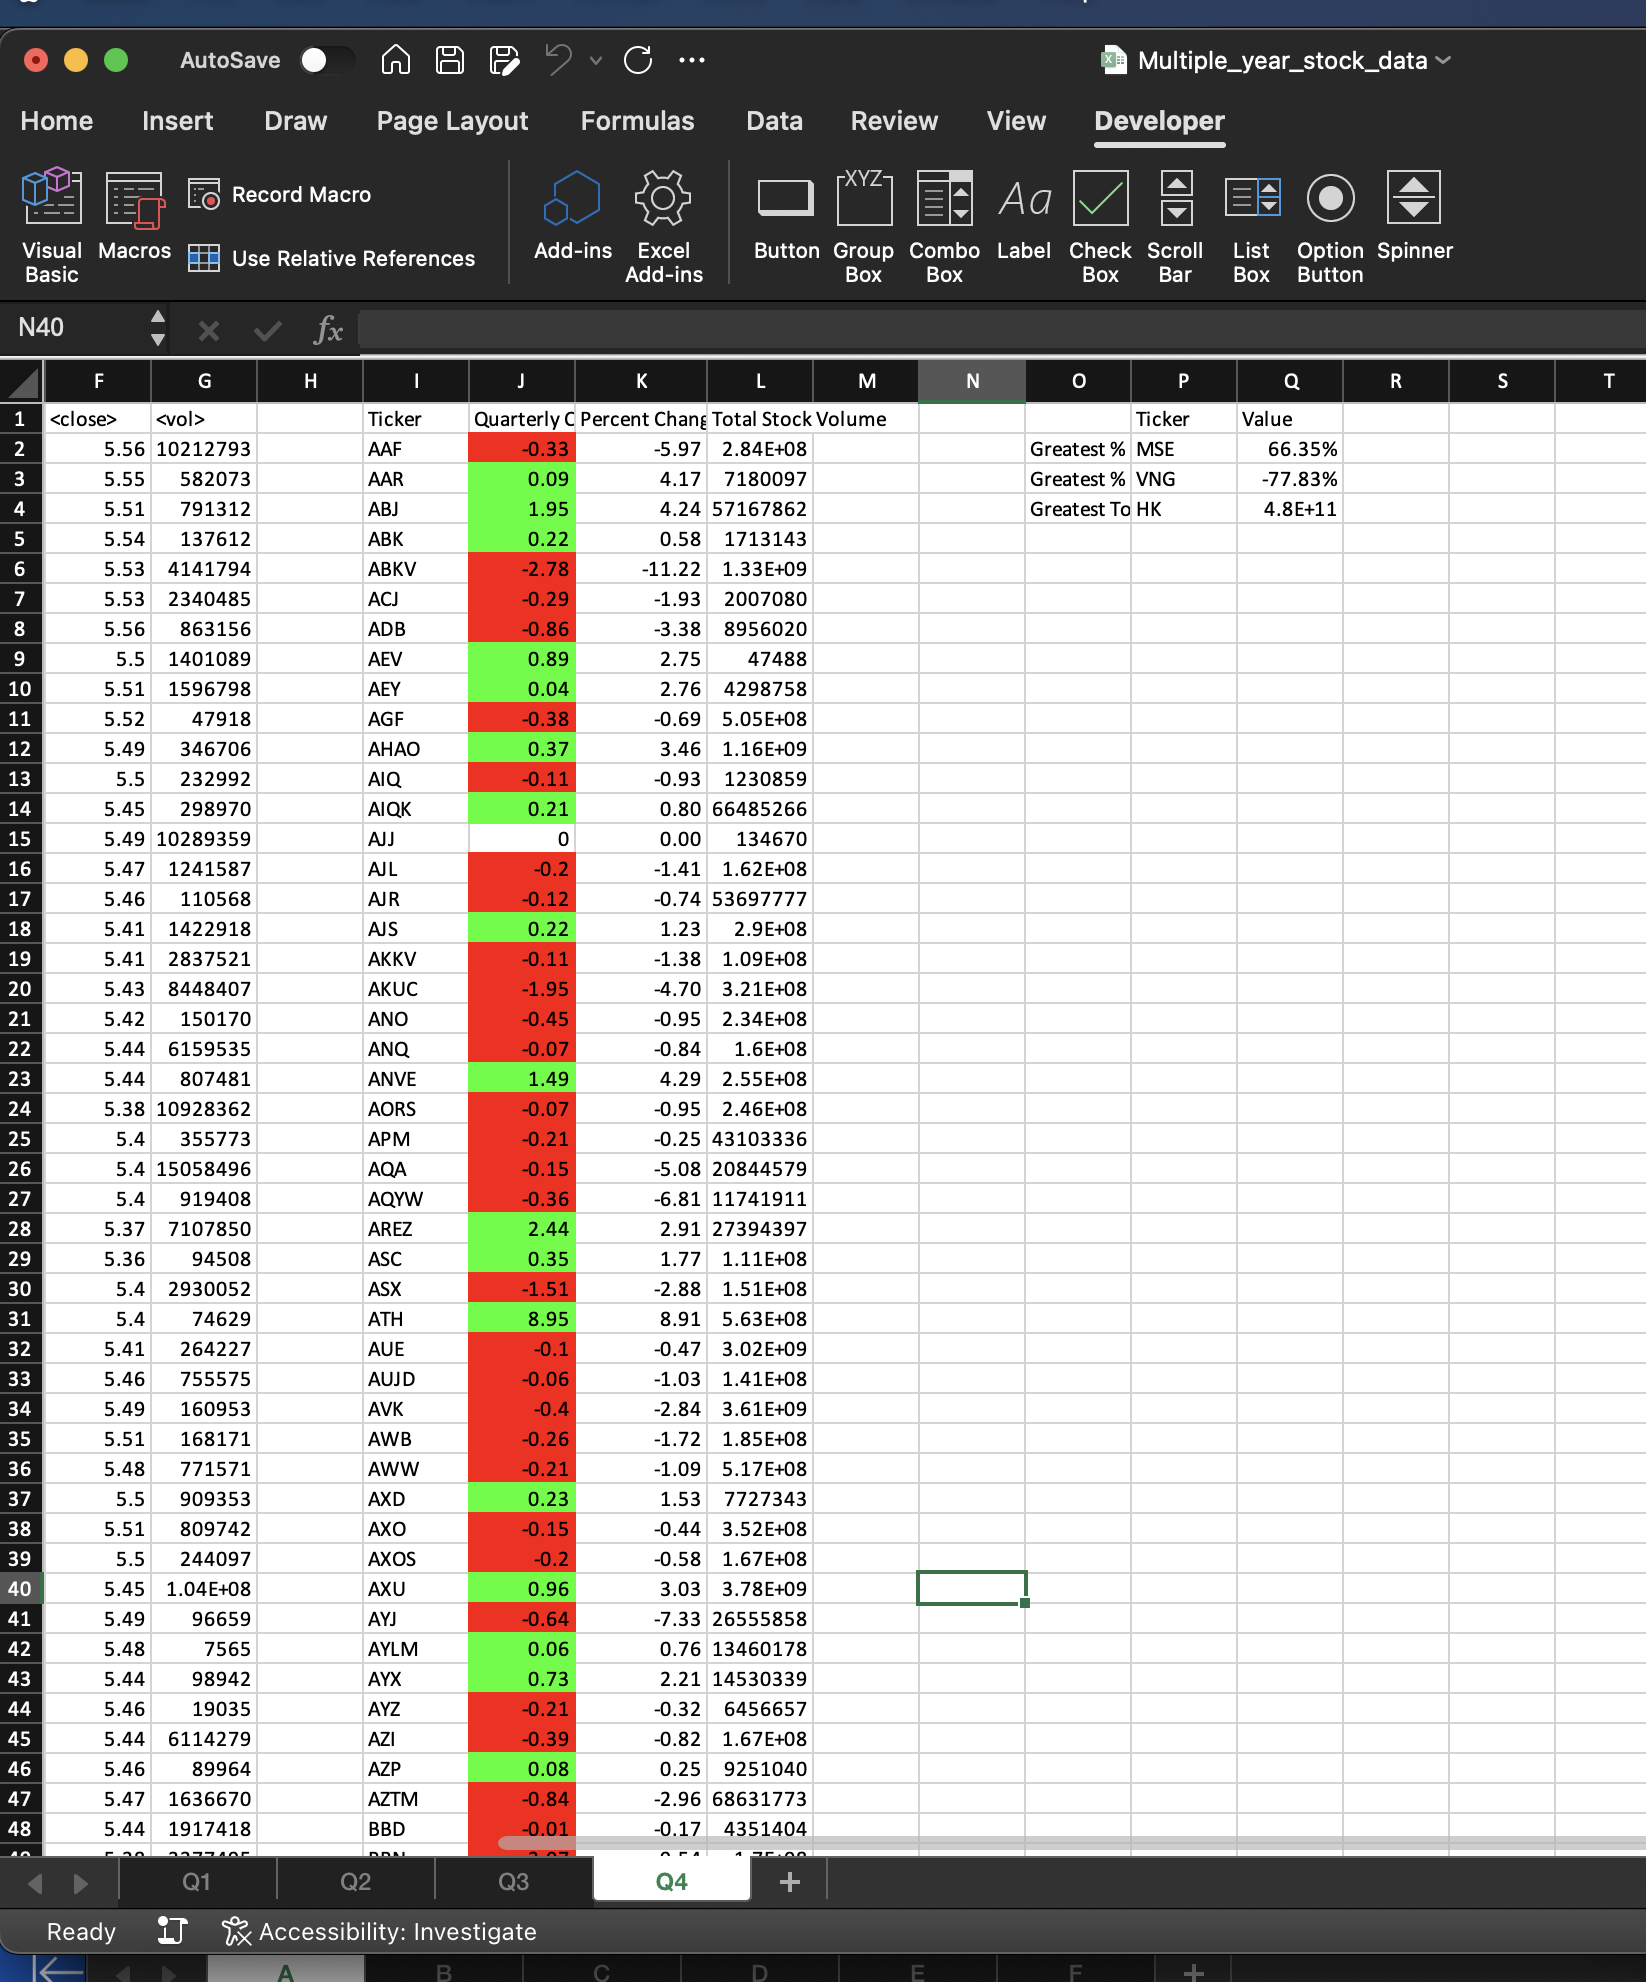 AutoSave
Multiple_year_stock_data
Home Insert Draw Page Layout Formulas Data Review View Developer
Visual Basic Macros Record Macro Use Relative References Add-ins Excel Add-ins Button Group Box Combo Box Label Check Box Scroll Bar List Box Option Button Spinner
XYZ Aa
N40 fx
F G H I J K L M N O P Q R S T
1 <close> <vol> Ticker Quarterly C Percent Chang Total Stock Volume Ticker Value
2 5.56 10212793 AAF -0.33 -5.97 2.84E+08 Greatest % MSE 66.35%
3 5.55 582073 AAR 0.09 4.17 7180097 Greatest % VNG -77.83%
4 5.51 791312 ABJ 1.95 4.24 57167862 Greatest To HK 4.8E+11
5 5.54 137612 ABK 0.22 0.58 1713143
6 5.53 4141794 ABKV -2.78 -11.22 1.33E+09
7 5.53 2340485 ACJ -0.29 -1.93 2007080
8 5.56 863156 ADB -0.86 -3.38 8956020
9 5.5 1401089 AEV 0.89 2.75 47488
10 5.51 1596798 AEY 0.04 2.76 4298758
11 5.52 47918 AGF -0.38 -0.69 5.05E+08
12 5.49 346706 AHAO 0.37 3.46 1.16E+09
13 5.5 232992 AIQ -0.11 -0.93 1230859
14 5.45 298970 AIQK 0.21 0.80 66485266
15 5.49 10289359 AJJ 0 0.00 134670
16 5.47 1241587 AJL -0.2 -1.41 1.62E+08
17 5.46 110568 AJR -0.12 -0.74 53697777
18 5.41 1422918 AJS 0.22 1.23 2.9E+08
19 5.41 2837521 AKKV -0.11 -1.38 1.09E+08
20 5.43 8448407 AKUC -1.95 -4.70 3.21E+08
21 5.42 150170 ANO -0.45 -0.95 2.34E+08
22 5.44 6159535 ANQ -0.07 -0.84 1.6E+08
23 5.44 807481 ANVE 1.49 4.29 2.55E+08
24 5.38 10928362 AORS -0.07 -0.95 2.46E+08
25 5.4 355773 APM -0.21 -0.25 43103336
26 5.4 15058496 AQA -0.15 -5.08 20844579
27 5.4 919408 AQYW -0.36 -6.81 11741911
28 5.37 7107850 AREZ 2.44 2.91 27394397
29 5.36 94508 ASC 0.35 1.77 1.11E+08
30 5.4 2930052 ASX -1.51 -2.88 1.51E+08
31 5.4 74629 ATH 8.95 8.91 5.63E+08
32 5.41 264227 AUE -0.1 -0.47 3.02E+09
33 5.46 755575 AUJD -0.06 -1.03 1.41E+08
34 5.49 160953 AVK -0.4 -2.84 3.61E+09
35 5.51 168171 AWB -0.26 -1.72 1.85E+08
36 5.48 771571 AWW -0.21 -1.09 5.17E+08
37 5.5 909353 AXD 0.23 1.53 7727343
38 5.51 809742 AXO -0.15 -0.44 3.52E+08
39 5.5 244097 AXOS -0.2 -0.58 1.67E+08
40 5.45 1.04E+08 AXU 0.96 3.03 3.78E+09
41 5.49 96659 AYJ -0.64 -7.33 26555858
42 5.48 7565 AYLM 0.06 0.76 13460178
43 5.44 98942 AYX 0.73 2.21 14530339
44 5.46 19035 AYZ -0.21 -0.32 6456657
45 5.44 6114279 AZI -0.39 -0.82 1.67E+08
46 5.46 89964 AZP 0.08 0.25 9251040
47 5.47 1636670 AZTM -0.84 -2.96 68631773
48 5.44 1917418 BBD -0.01 -0.17 4351404
Q1 Q2 Q3 Q4 +
Ready Accessibility: Investigate
A B C D E F +